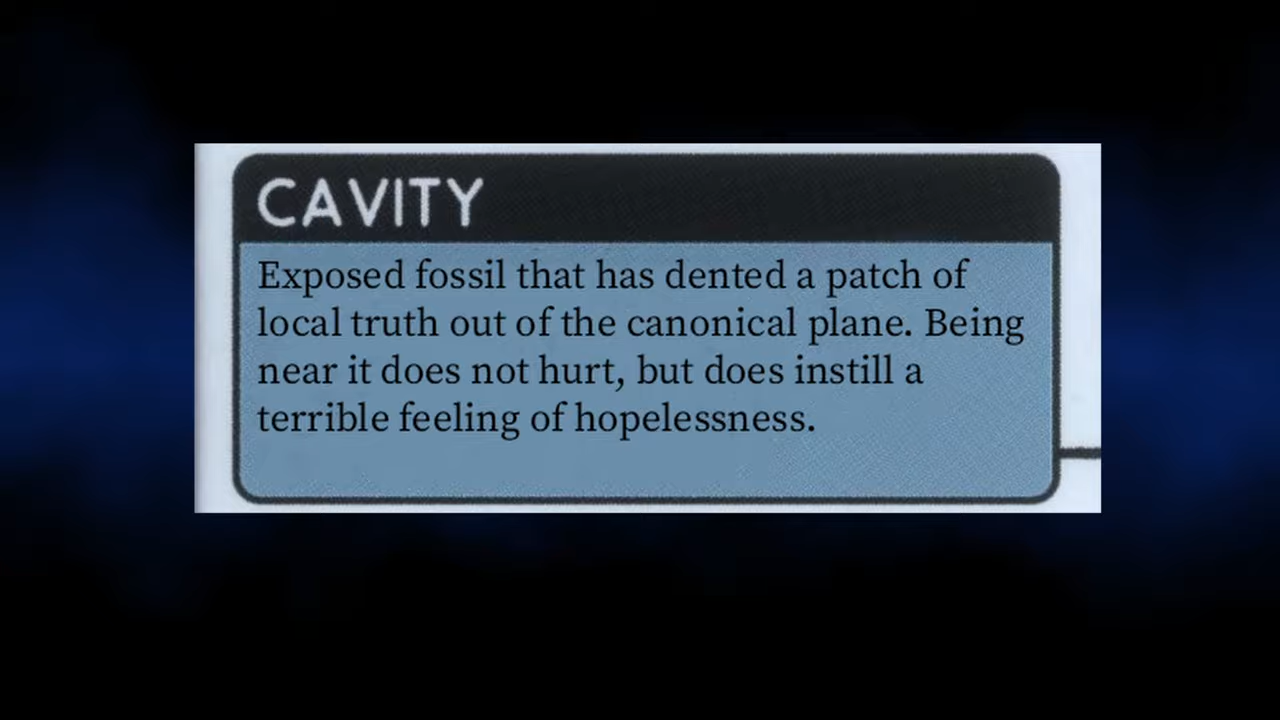 CAVITY
Exposed fossil that has dented a patch of
local truth out of the canonical plane. Being
near it does not hurt, but does instill a
terrible feeling of hopelessness.